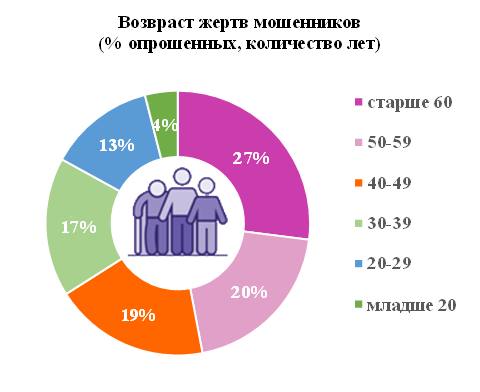 Возвраст жертв мошенников
(% опрошенных, количество лет)
4%
27%
13%
17%
20%
19%
старше 60
50-59
40-49
30-39
20-29
младше 20